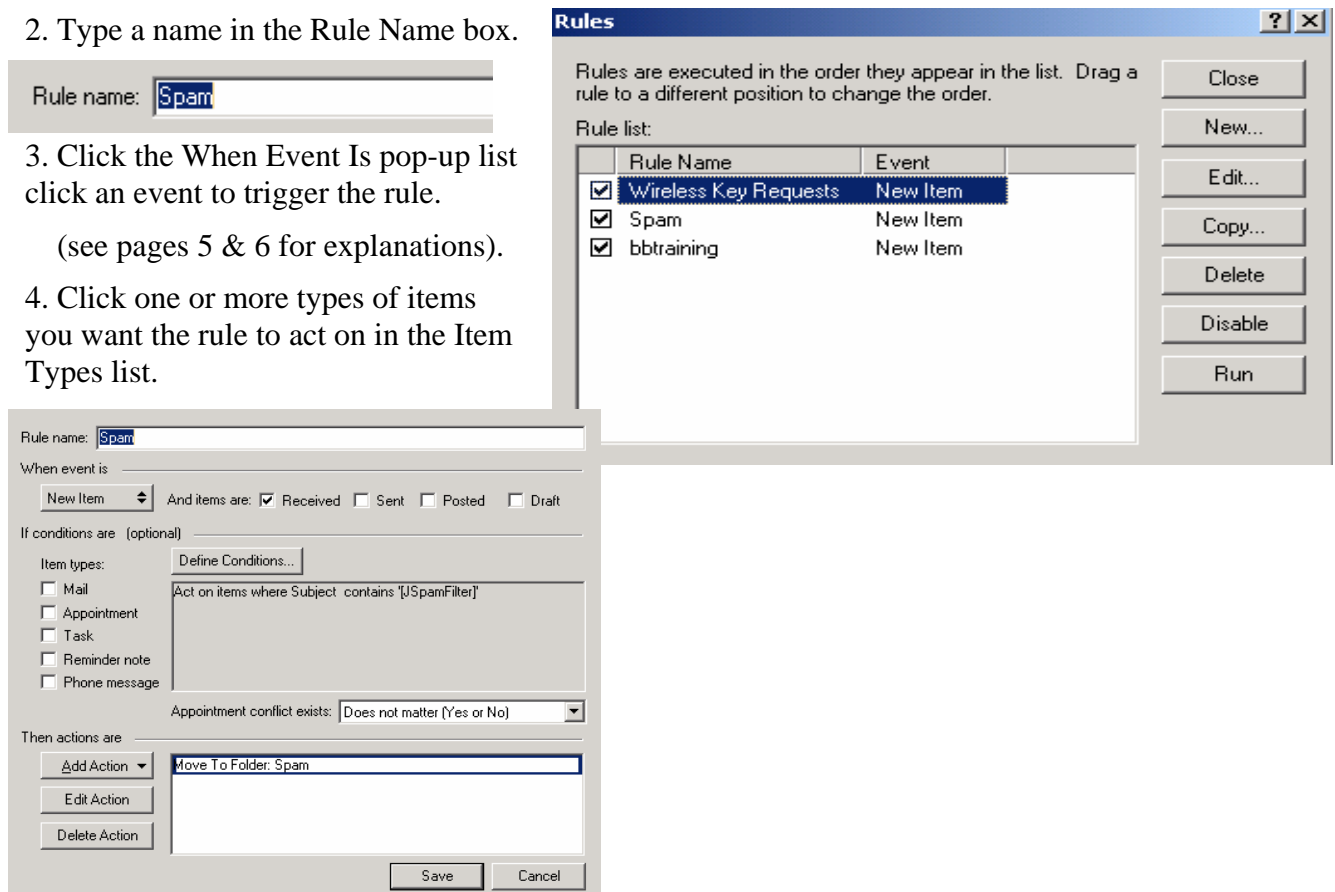 2. Type a name in the Rule Name box.
Rule name: Spam
3. Click the When Event Is pop-up list
click an event to trigger the rule.
(see pages 5 & 6 for explanations).
4. Click one or more types of items
you want the rule to act on in the Item
Types list.
Rules
Rules are executed in the order they appear in the list. Drag a
rule to a different position to change the order.
Rule list:
Rule Name Event
Wireless Key Requests New Item
Spam New Item
bbtraining New Item
Close
New...
Edit...
Copy...
Delete
Disable
Run
Rule name: Spam
When event is
New Item And items are: Received Sent Posted Draft
If conditions are (optional)
Item types: Define Conditions...
Mail
Appointment
Task
Reminder note
Phone message
Act on items where Subject contains '[JSpamFilter]'
Appointment conflict exists: Does not matter (Yes or No)
Then actions are
Add Action
Edit Action
Delete Action
Move To Folder: Spam
Save Cancel